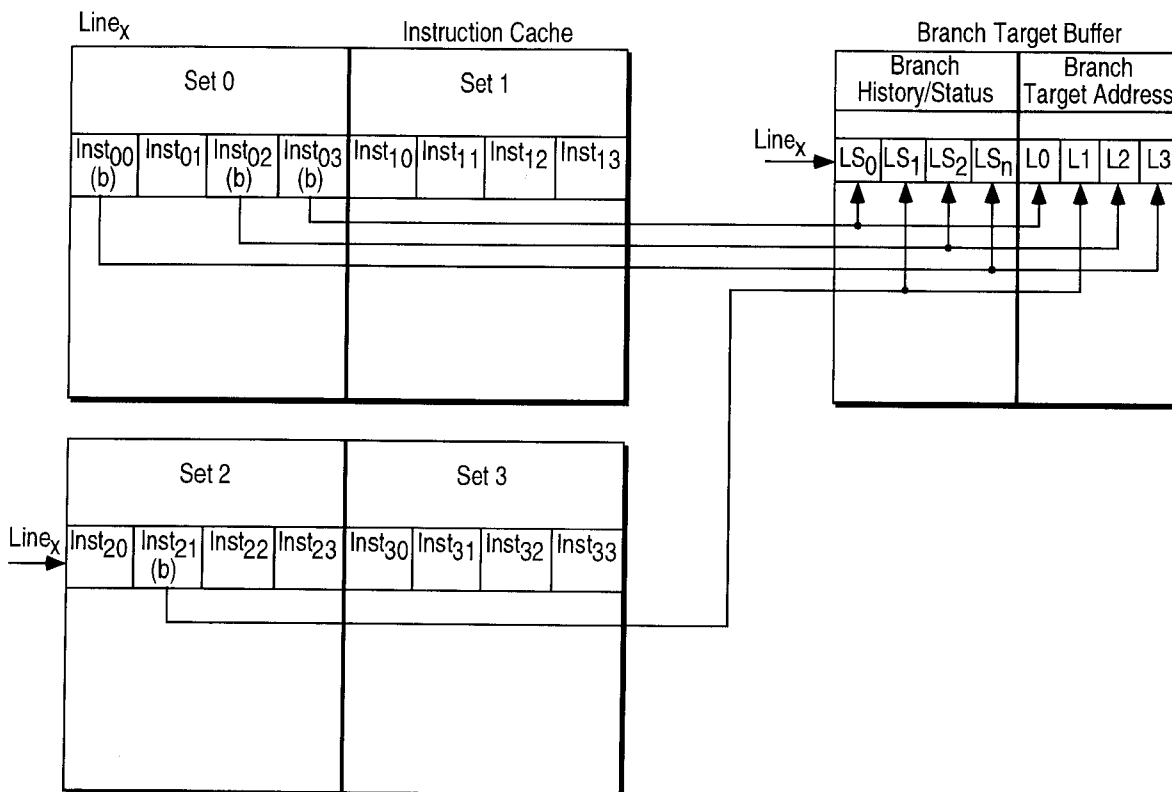 Line_X
Instruction Cache
Branch Target Buffer
Set 0
Set 1
Branch
History/Status
Branch
Target Address
Inst_00
(b)
Inst_01
Inst_02
(b)
Inst_03
(b)
Inst_10
Inst_11
Inst_12
Inst_13
Line_X
LS_0
LS_1
LS_2
LS_n
L0
L1
L2
L3
Set 2
Set 3
Line_X
Inst_20
Inst_21
(b)
Inst_22
Inst_23
Inst_30
Inst_31
Inst_32
Inst_33